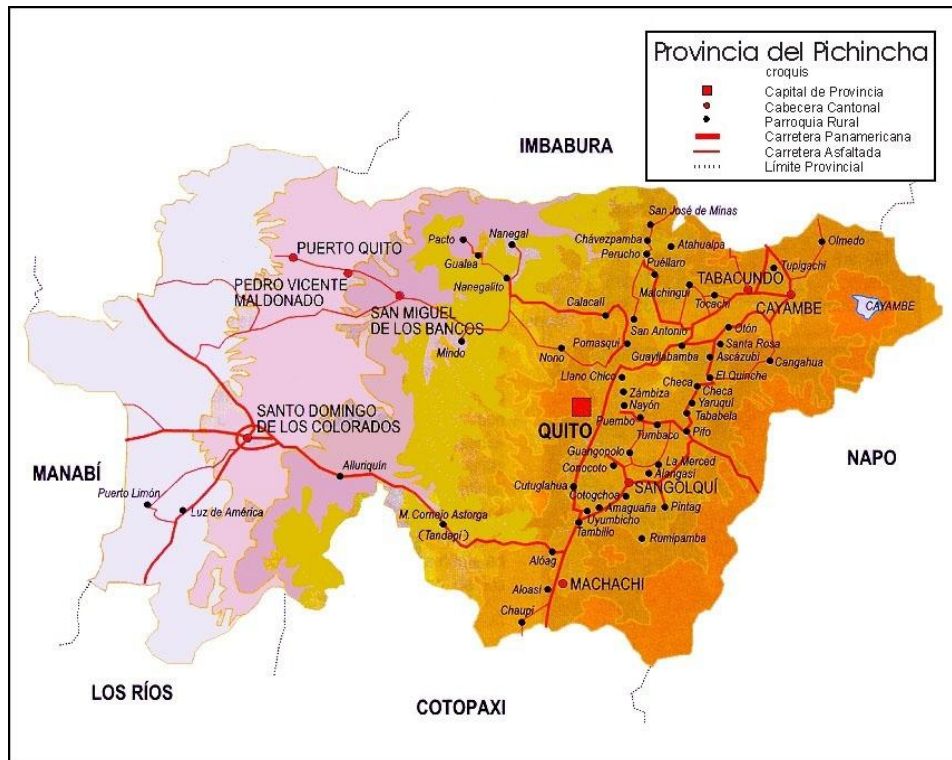 Provincia del Pichincha
croquis
Capital de Provincia
Cabecera Cantonal
Parroquia Rural
Carretera Panamericana
Carretera Asfaltada
Límite Provincial
IMBABURA
San José de Minas
Pacto
Nanegal
Chávezpamba
Atahualpa
Olmedo
PUERTO QUITO
Gualea
Perucho
Puéllaro
Tupigachi
PEDRO VICENTE
MALDONADO
Nanegalito
Malchingui
TABACUNDO
Tocachi
CAYAMBE
CAYAMBE
SAN MIGUEL
DE LOS BANCOS
Calacalí
San Antonio
Otón
Mindo
Nono
Pomasqui
Guayllabamba
Santa Rosa
Ascázubi
Cangahua
Llano Chico
El Quinche
Checa
Checa
Zámbiza
Nayón
Yaruquí
Tababela
SANTO DOMINGO
DE LOS COLORADOS
QUITO
Puembo
Tumbaco
Pifo
Guangopolo
MANABÍ
NAPO
Alluriquín
Conocoto
La Merced
Alangasi
Cutuglahua
SANGOLQUÍ
Puerto Limón
Luz de América
Cotogchoa
Amaguaña
Pintag
M. Cornejo Astorga
(Tandapi)
Uyumbicho
Tambillo
Rumipamba
Alóag
MACHACHI
Aloasi
Chaupi
LOS RÍOS
COTOPAXI